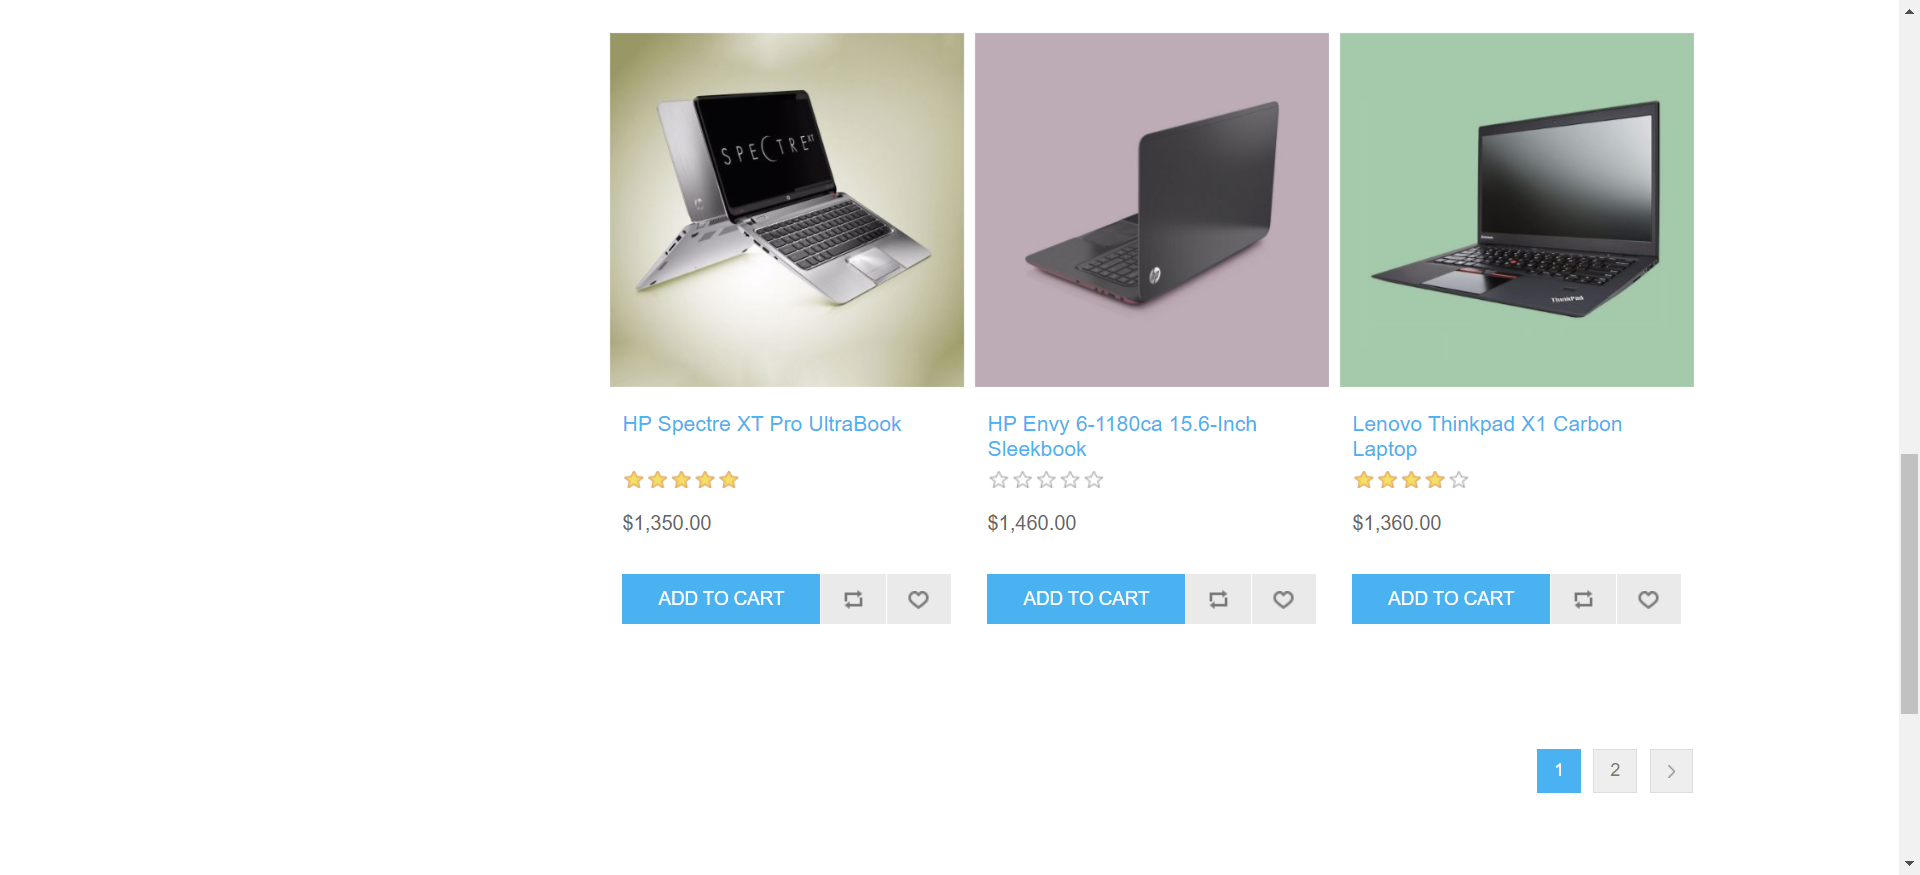 SPECTRE XT
ThinkPad
HP Spectre XT Pro UltraBook
HP Envy 6-1180ca 15.6-Inch
Sleekbook
Lenovo Thinkpad X1 Carbon
Laptop
$1,350.00
$1,460.00
$1,360.00
ADD TO CART
ADD TO CART
ADD TO CART
1
2